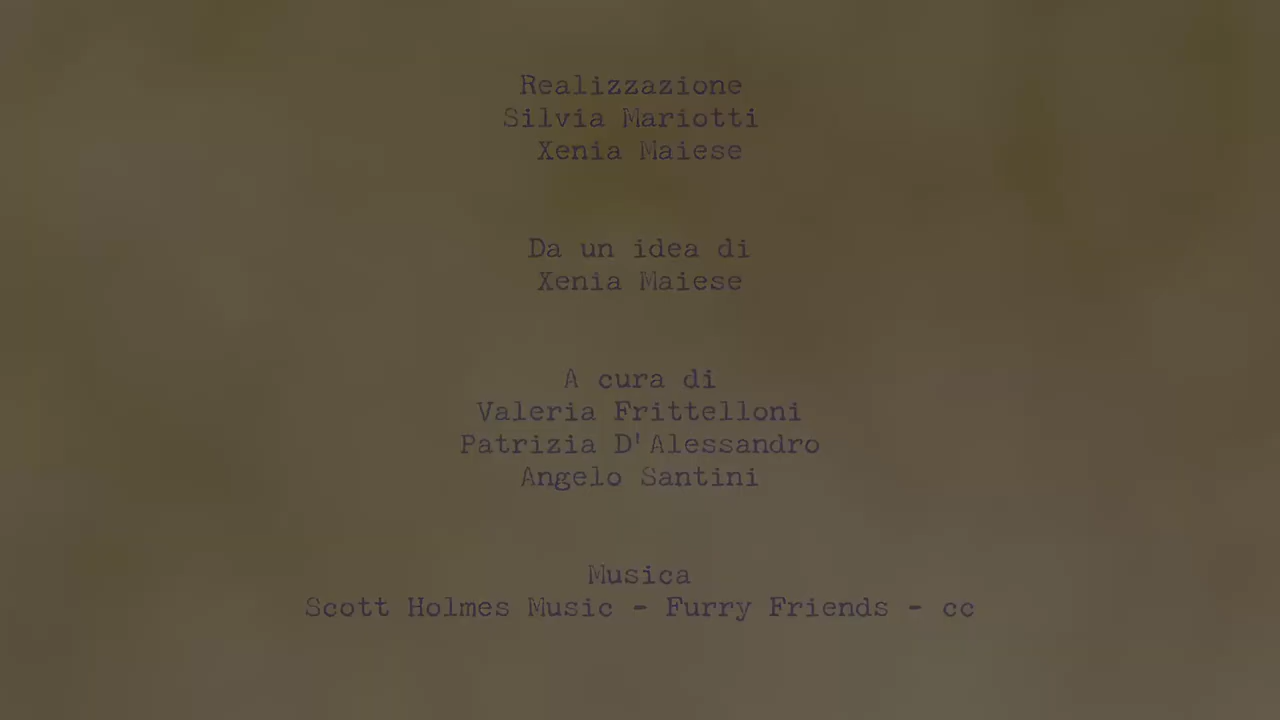 Realizzazione
Silvia Mariotti
Xenia Maiese
Da un idea di
Xenia Maiese
A cura di
Valeria Frittelloni
Patrizia D'Alessandro
Angelo Santini
Musica
Scott Holmes Music - Furry Friends - cc